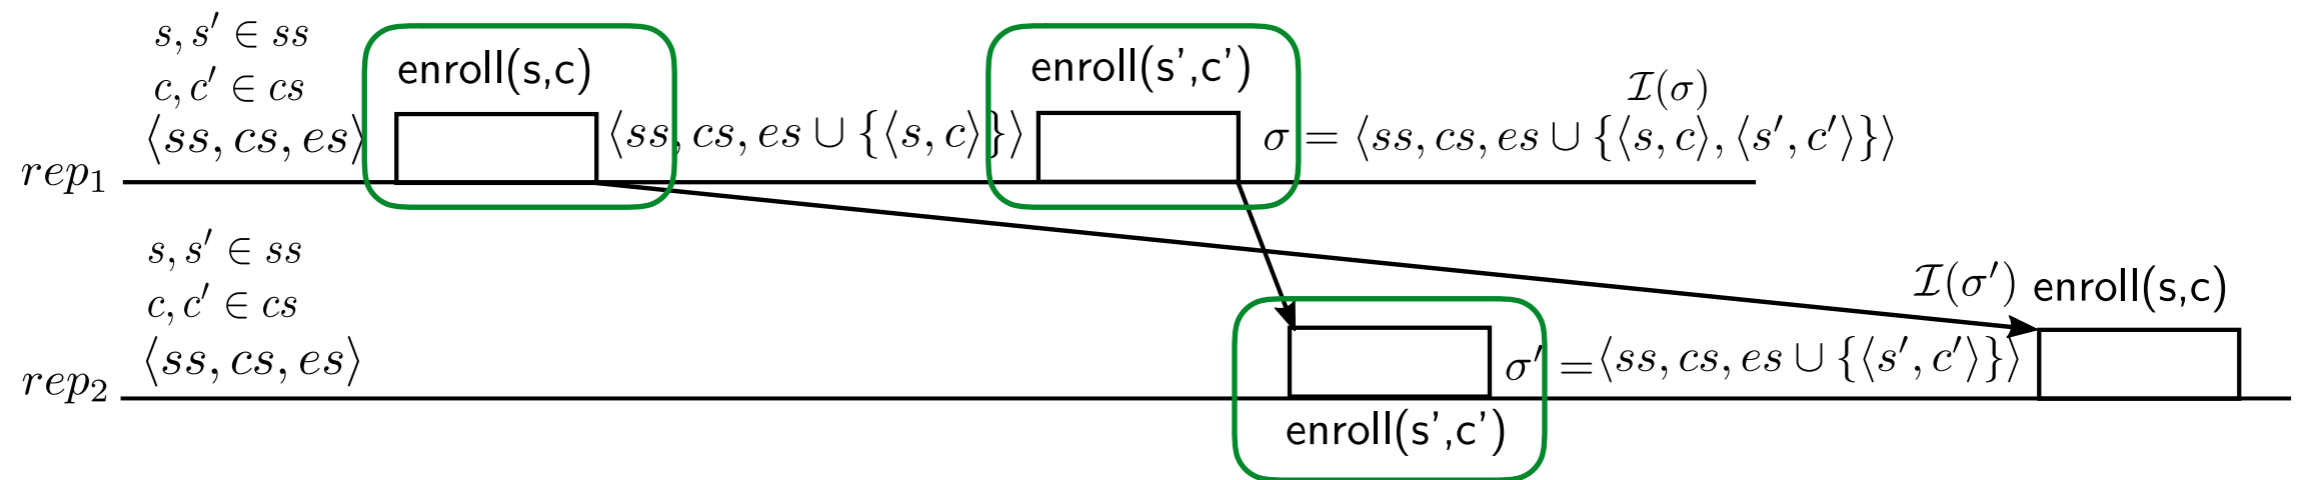 s, s′ ∈ ss
c, c′ ∈ cs
⟨ss, cs, es⟩
rep₁
enroll(s,c)
⟨ss, cs, es ∪ {⟨s, c⟩}⟩
enroll(s',c')
ℐ(σ)
σ = ⟨ss, cs, es ∪ {⟨s, c⟩, ⟨s′, c′⟩}⟩
s, s′ ∈ ss
c, c′ ∈ cs
⟨ss, cs, es⟩
rep₂
enroll(s',c')
ℐ(σ′)
σ′ =⟨ss, cs, es ∪ {⟨s′, c′⟩}⟩
enroll(s,c)